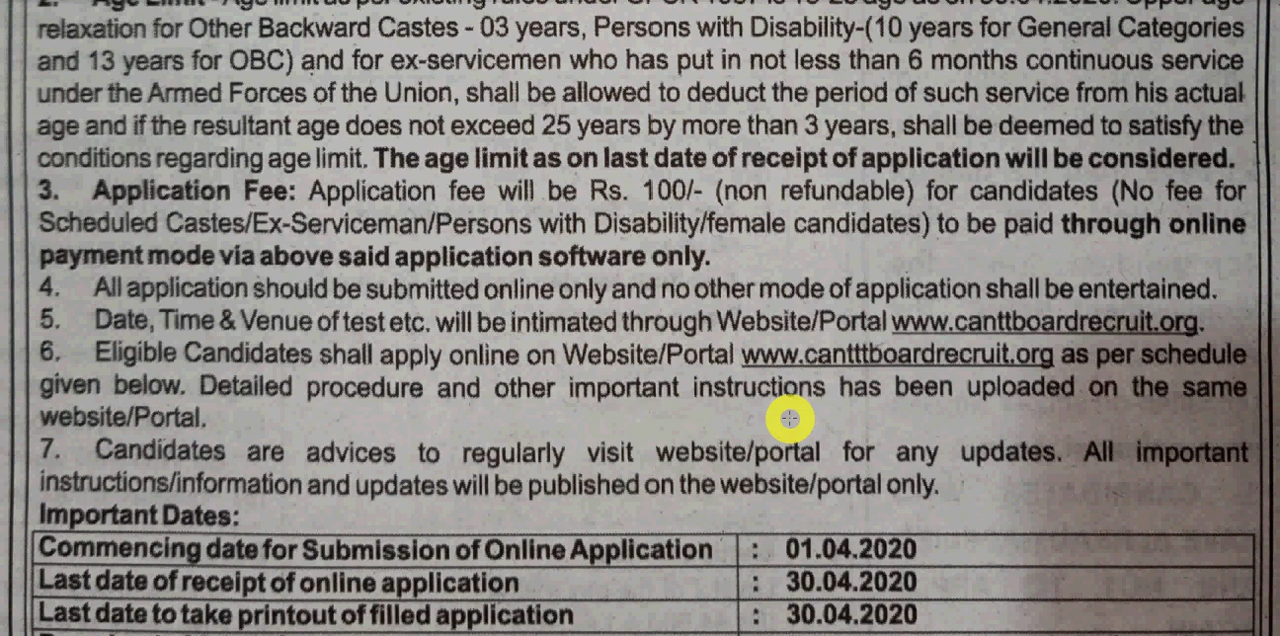 relaxation for Other Backward Castes - 03 years, Persons with Disability-(10 years for General Categories
and 13 years for OBC) and for ex-servicemen who has put in not less than 6 months continuous service
under the Armed Forces of the Union, shall be allowed to deduct the period of such service from his actual
age and if the resultant age does not exceed 25 years by more than 3 years, shall be deemed to satisfy the
conditions regarding age limit. The age limit as on last date of receipt of application will be considered.
3. Application Fee: Application fee will be Rs. 100/- (non refundable) for candidates (No fee for
Scheduled Castes/Ex-Serviceman/Persons with Disability/female candidates) to be paid through online
payment mode via above said application software only.
4. All application should be submitted online only and no other mode of application shall be entertained.
5. Date, Time & Venue of test etc. will be intimated through Website/Portal www.canttboardrecruit.org.
6. Eligible Candidates shall apply online on Website/Portal www.cantttboardrecruit.org as per schedule
given below. Detailed procedure and other important instructions has been uploaded on the same
website/Portal.
7. Candidates are advices to regularly visit website/portal for any updates. All important
instructions/information and updates will be published on the website/portal only.
Important Dates:
Commencing date for Submission of Online Application : 01.04.2020
Last date of receipt of online application : 30.04.2020
Last date to take printout of filled application : 30.04.2020